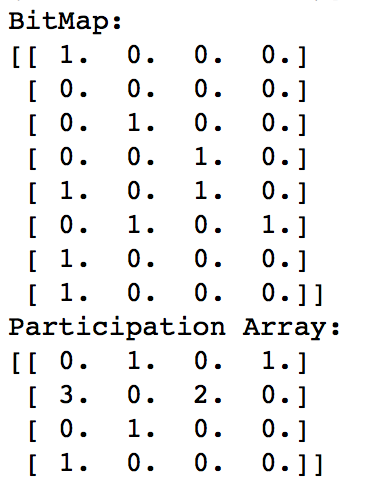 BitMap:
[[ 1.  0.  0.  0.]
 [ 0.  0.  0.  0.]
 [ 0.  1.  0.  0.]
 [ 0.  0.  1.  0.]
 [ 1.  0.  1.  0.]
 [ 0.  1.  0.  1.]
 [ 1.  0.  0.  0.]
 [ 1.  0.  0.  0.]]
Participation Array:
[[ 0.  1.  0.  1.]
 [ 3.  0.  2.  0.]
 [ 0.  1.  0.  0.]
 [ 1.  0.  0.  0.]]